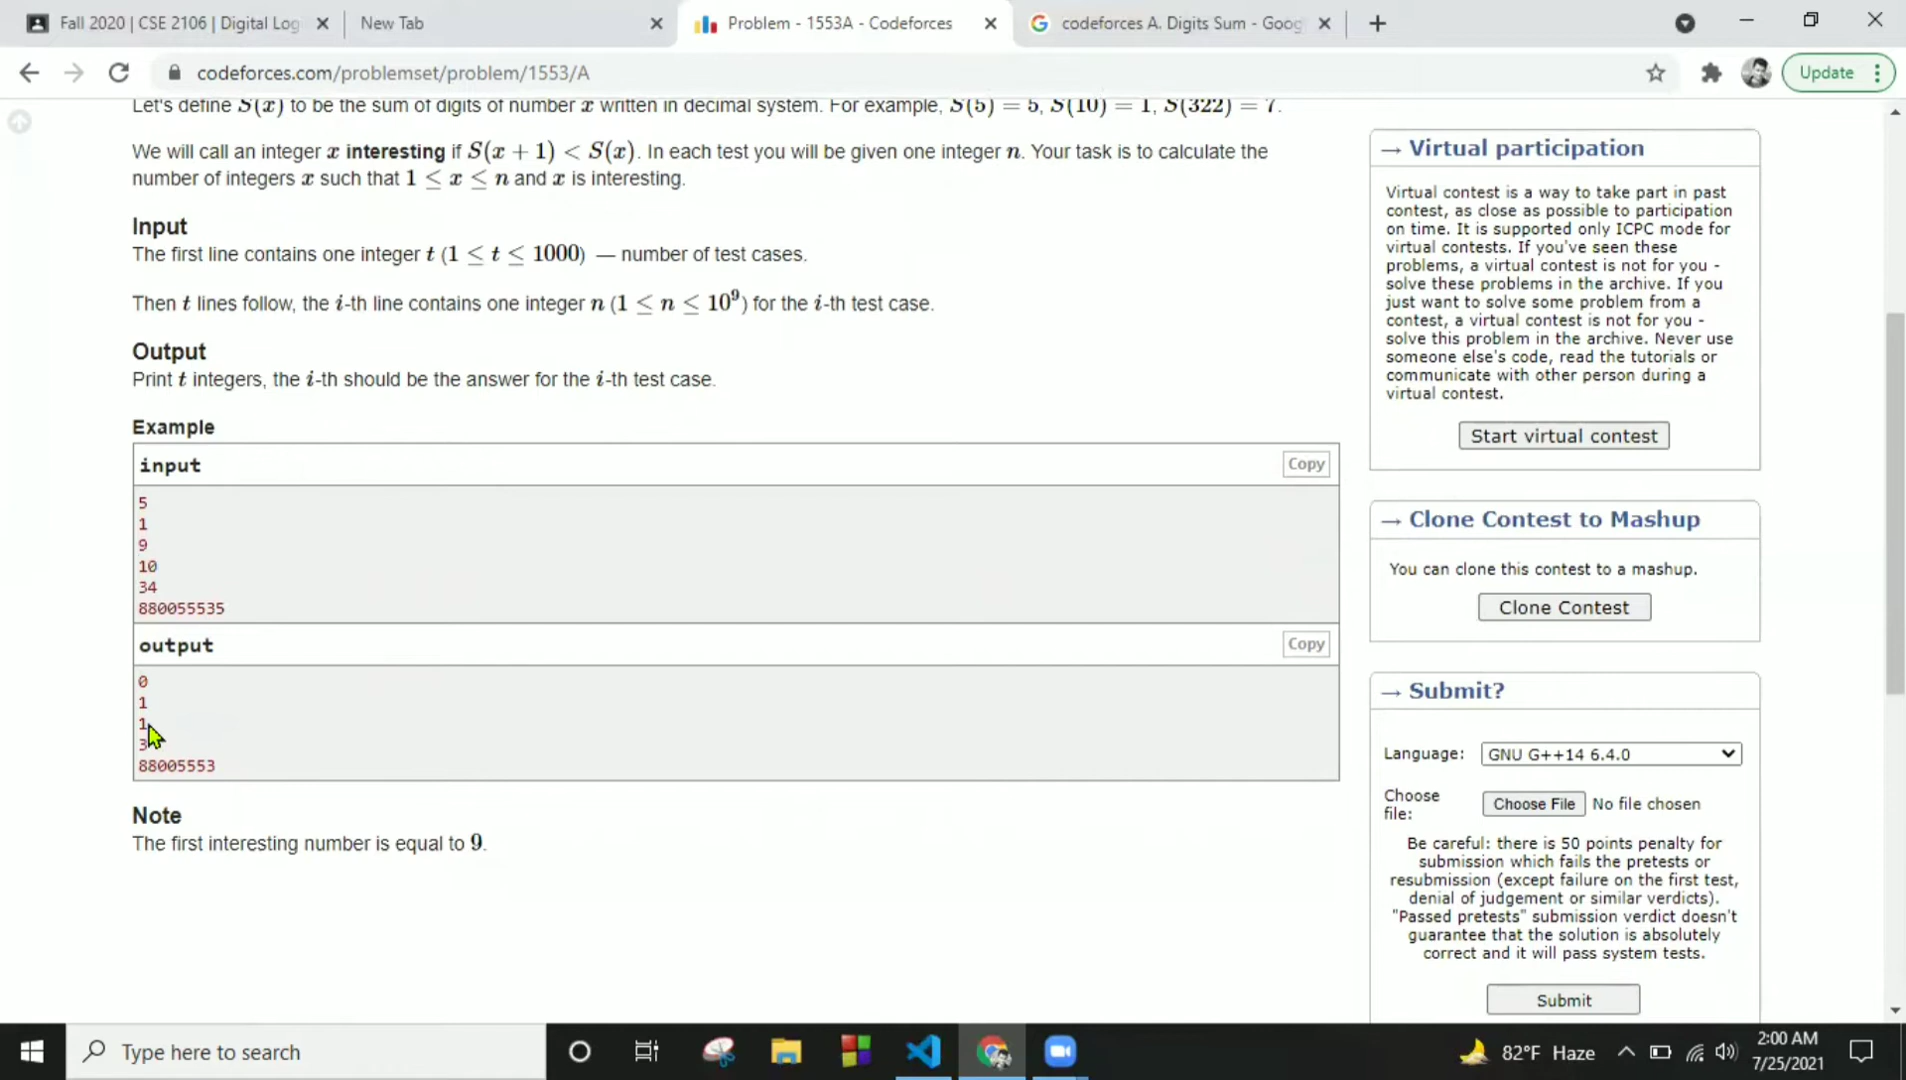 Fall 2020 | CSE 2106 | Digital Log
New Tab
Problem - 1553A - Codeforces
codeforces A. Digits Sum - Goog
codeforces.com/problemset/problem/1553/A
Update
Let's define S(x) to be the sum of digits of number x written in decimal system. For example, S(5) = 5, S(10) = 1, S(322) = 7.
We will call an integer x interesting if S(x + 1) < S(x). In each test you will be given one integer n. Your task is to calculate the
number of integers x such that 1 ≤ x ≤ n and x is interesting.
Input
The first line contains one integer t (1 ≤ t ≤ 1000) — number of test cases.
Then t lines follow, the i-th line contains one integer n (1 ≤ n ≤ 10⁹) for the i-th test case.
Output
Print t integers, the i-th should be the answer for the i-th test case.
Example
input
Copy
5
1
9
10
34
880055535
output
Copy
0
1
1
3
88005553
Note
The first interesting number is equal to 9.
→ Virtual participation
Virtual contest is a way to take part in past
contest, as close as possible to participation
on time. It is supported only ICPC mode for
virtual contests. If you've seen these
problems, a virtual contest is not for you -
solve these problems in the archive. If you
just want to solve some problem from a
contest, a virtual contest is not for you -
solve this problem in the archive. Never use
someone else's code, read the tutorials or
communicate with other person during a
virtual contest.
Start virtual contest
→ Clone Contest to Mashup
You can clone this contest to a mashup.
Clone Contest
→ Submit?
Language: GNU G++14 6.4.0
Choose
file:
Choose File No file chosen
Be careful: there is 50 points penalty for
submission which fails the pretests or
resubmission (except failure on the first test,
denial of judgement or similar verdicts).
"Passed pretests" submission verdict doesn't
guarantee that the solution is absolutely
correct and it will pass system tests.
Submit
Type here to search
82°F Haze
2:00 AM
7/25/2021